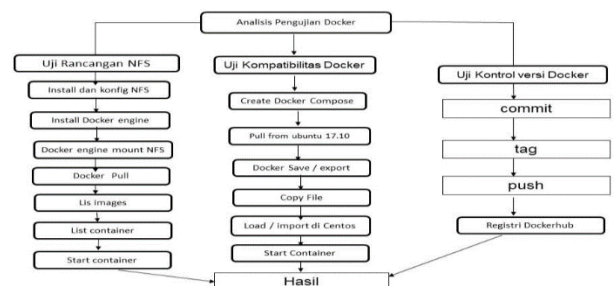 Analisis Pengujian Docker
Uji Rancangan NFS
Install dan konfig NFS
Install Docker engine
Docker engine mount NFS
Docker Pull
Lis images
List container
Start container
Uji Kompatibilitas Docker
Create Docker Compose
Pull from ubuntu 17.10
Docker Save / export
Copy File
Load / import di Centos
Start Container
Uji Kontrol versi Docker
commit
tag
push
Registri Dockerhub
Hasil